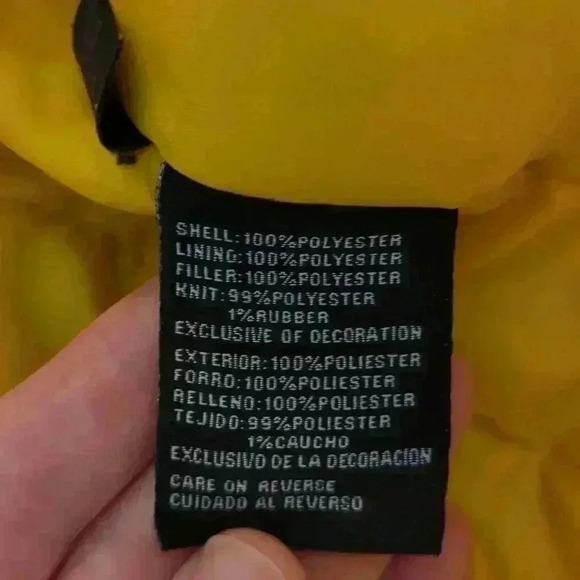 SHELL:100%POLYESTER
LINING:100%POLYESTER
FILLER:100%POLYESTER
KNIT:99%POLYESTER
1%RUBBER
EXCLUSIVE OF DECORATION
EXTERIOR:100%POLIESTER
FORRO:100%POLIESTER
RELLENO:100%POLIESTER
TEJIDO:99%POLIESTER
1%CAUCHO
EXCLUSIVO DE LA DECORACION
CARE ON REVERSE
CUIDADO AL REVERSO